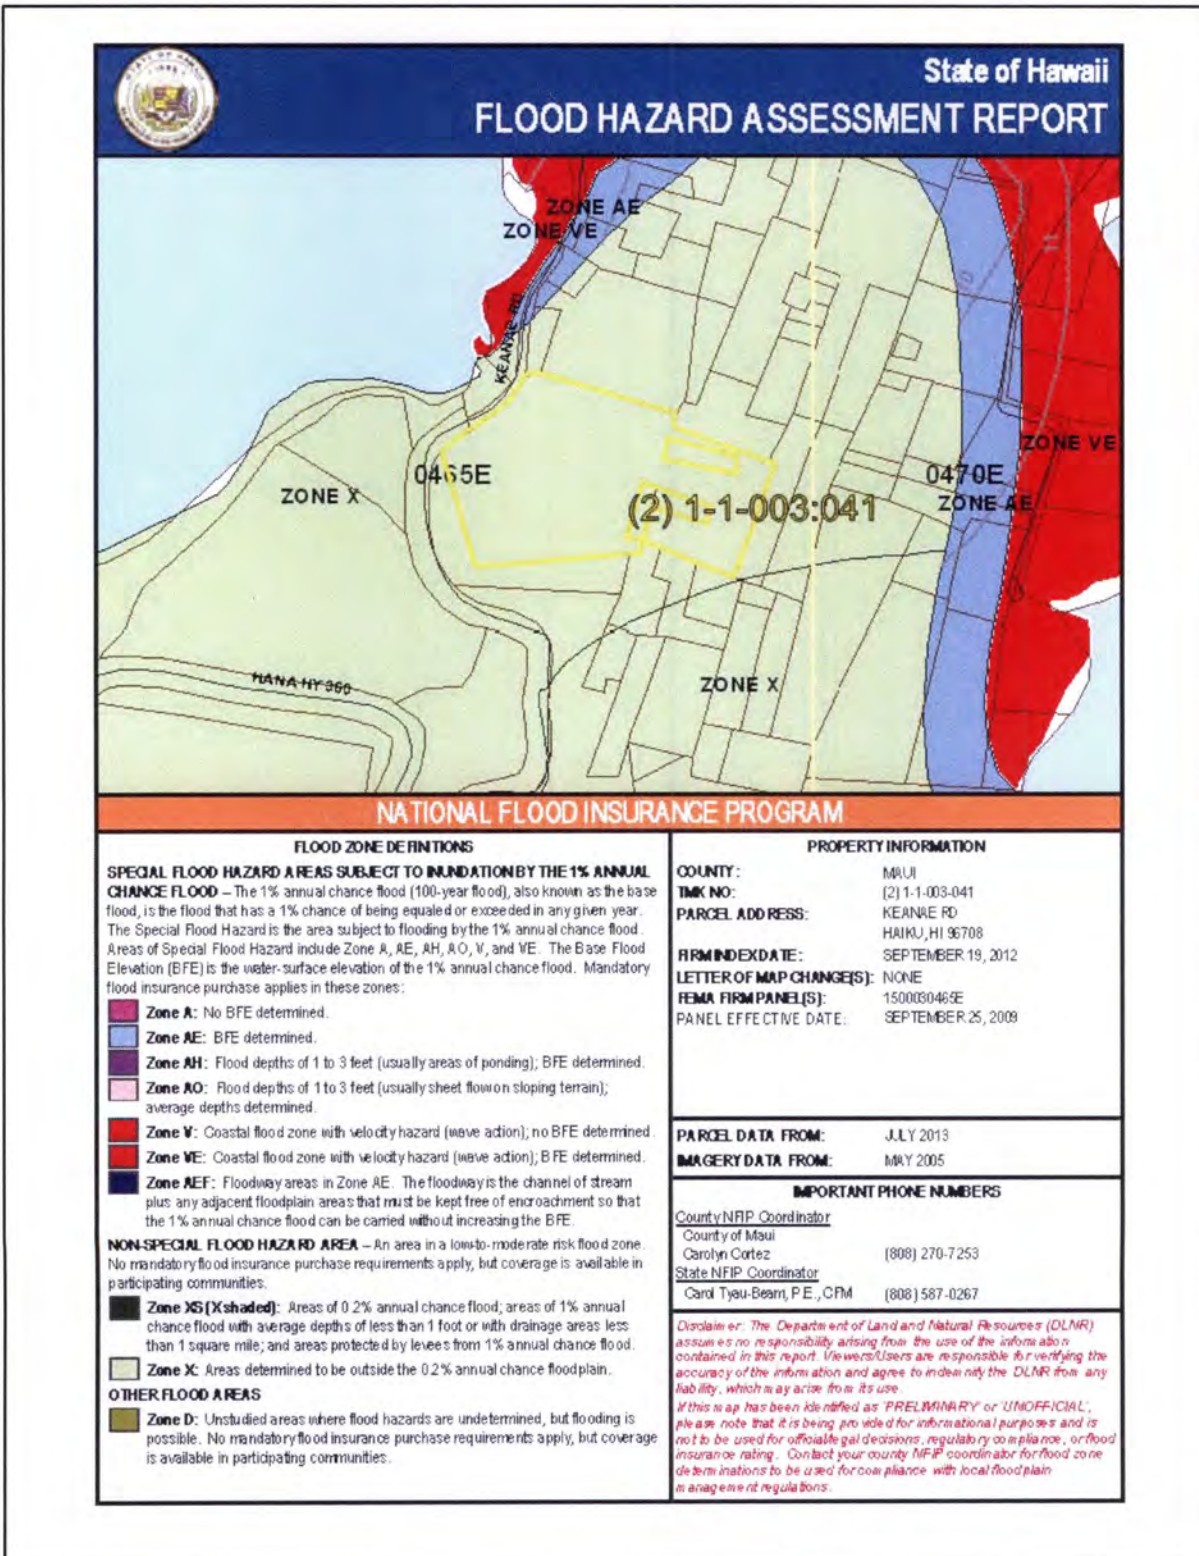 State of Hawaii
FLOOD HAZARD ASSESSMENT REPORT
ZONE AE
ZONE VE
KEANAE RD
11
ZONE VE
0465E
0470E
ZONE X
ZONE AE
(2) 1-1-003:041
HANA HY 360
ZONE X
NATIONAL FLOOD INSURANCE PROGRAM
FLOOD ZONE DEFINITIONS
SPECIAL FLOOD HAZARD AREAS SUBJECT TO INUNDATION BY THE 1% ANNUAL
CHANCE FLOOD – The 1% annual chance flood (100-year flood), also known as the base
flood, is the flood that has a 1% chance of being equaled or exceeded in any given year.
The Special Flood Hazard is the area subject to flooding by the 1% annual chance flood.
Areas of Special Flood Hazard include Zone A, AE, AH, AO, V, and VE. The Base Flood
Elevation (BFE) is the water-surface elevation of the 1% annual chance flood. Mandatory
flood insurance purchase applies in these zones:
Zone A: No BFE determined.
Zone AE: BFE determined.
Zone AH: Flood depths of 1 to 3 feet (usually areas of ponding); BFE determined.
Zone AO: Flood depths of 1 to 3 feet (usually sheet flow on sloping terrain);
average depths determined.
Zone V: Coastal flood zone with velocity hazard (wave action); no BFE determined.
Zone VE: Coastal flood zone with velocity hazard (wave action); BFE determined.
Zone AEF: Floodway areas in Zone AE. The floodway is the channel of stream
plus any adjacent floodplain areas that must be kept free of encroachment so that
the 1% annual chance flood can be carried without increasing the BFE.
NON-SPECIAL FLOOD HAZARD AREA – An area in a low-to-moderate risk flood zone.
No mandatory flood insurance purchase requirements apply, but coverage is available in
participating communities.
Zone XS (X shaded): Areas of 0.2% annual chance flood; areas of 1% annual
chance flood with average depths of less than 1 foot or with drainage areas less
than 1 square mile; and areas protected by levees from 1% annual chance flood.
Zone X: Areas determined to be outside the 0.2% annual chance floodplain.
OTHER FLOOD AREAS
Zone D: Unstudied areas where flood hazards are undetermined, but flooding is
possible. No mandatory flood insurance purchase requirements apply, but coverage
is available in participating communities.
PROPERTY INFORMATION
COUNTY: MAUI
TMK NO: (2) 1-1-003-041
PARCEL ADDRESS: KEANAE RD
HAIKU, HI 96708
FIRM INDEX DATE: SEPTEMBER 19, 2012
LETTER OF MAP CHANGE(S): NONE
FEMA FIRM PANEL(S): 1500030465E
PANEL EFFECTIVE DATE: SEPTEMBER 25, 2009
PARCEL DATA FROM: JULY 2013
IMAGERY DATA FROM: MAY 2005
IMPORTANT PHONE NUMBERS
County NFIP Coordinator
County of Maui
Carolyn Cortez (808) 270-7253
State NFIP Coordinator
Carol Tyau-Beam, P.E., CFM (808) 587-0267
Disclaimer: The Department of Land and Natural Resources (DLNR)
assumes no responsibility arising from the use of the information
contained in this report. Viewers/Users are responsible for verifying the
accuracy of the information and agree to indemnify the DLNR from any
liability, which may arise from its use.
If this map has been identified as 'PRELIMINARY' or 'UNOFFICIAL',
please note that it is being provided for informational purposes and is
not to be used for official/legal decisions, regulatory compliance, or flood
insurance rating. Contact your county NFIP coordinator for flood zone
determinations to be used for compliance with local floodplain
management regulations.